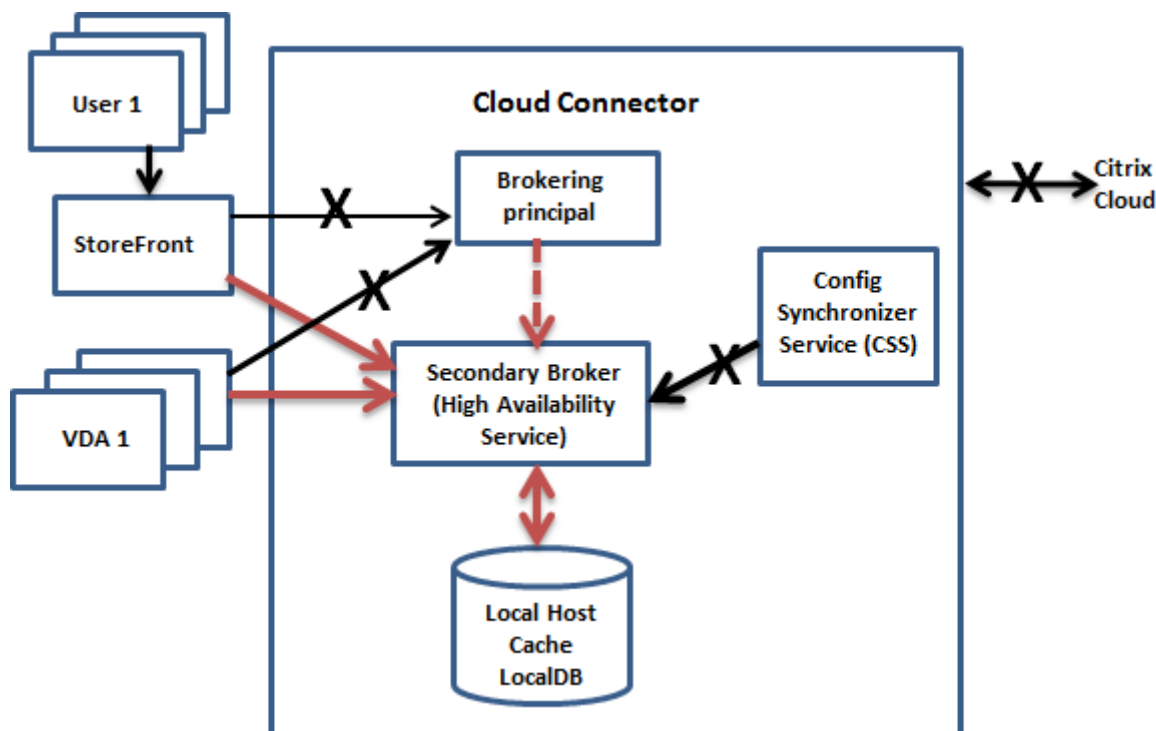 User 1
Cloud Connector
Brokering
principal
X
Citrix
Cloud
X
StoreFront
X
Config
Synchronizer
Service (CSS)
X
Secondary Broker
(High Availability
Service)
VDA 1
Local Host
Cache
LocalDB